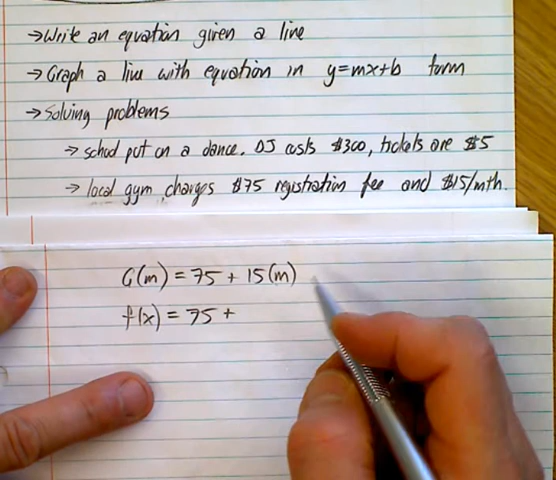 →Write an equation given a line
→Graph a line with equation in y=mx+b form
→Solving problems
→ school put on a dance. DJ costs $300, tickets are $5
→ local gym charges $75 registration fee and $15/mth.
C(m) = 75 + 15(m)
f(x) = 75 +